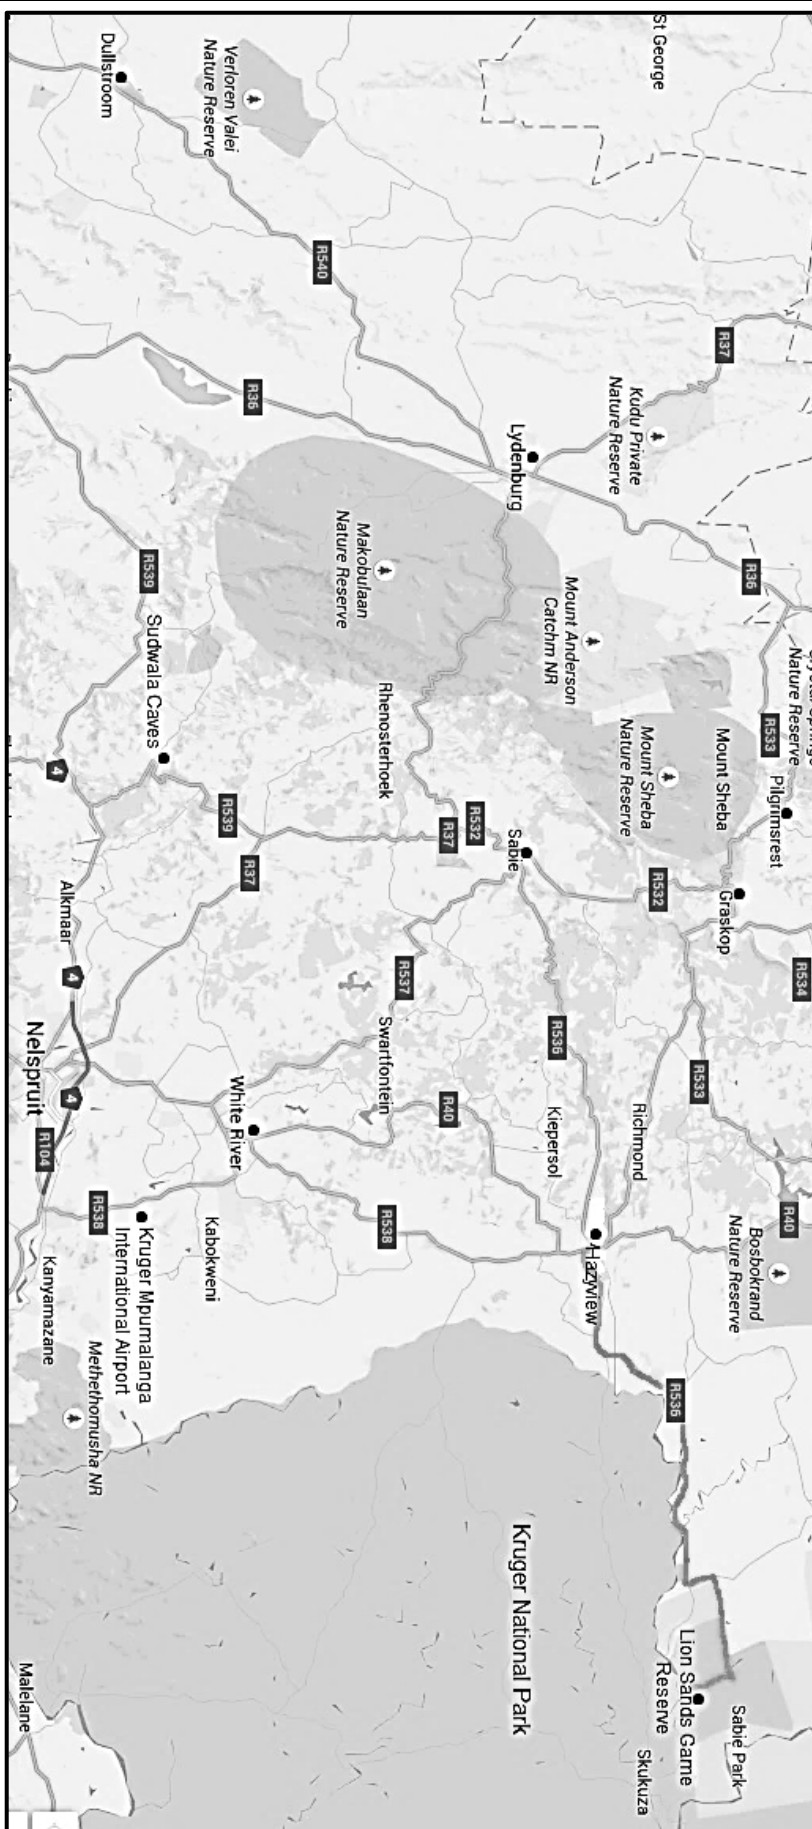 St George
Dullstroom
Verloren Valei
Nature Reserve
R540
R37
R36
Kudu Private
Nature Reserve
Lydenburg
Makobulaan
Nature Reserve
Mount Anderson
Catchm NR
R36
R539
Sudwala Caves
Rhenosterhoek
Mount Sheba
Nature Reserve
Mount Sheba
Nature Reserve
R533
Pilgrimsrest
4
R539
R37
R532
R37
Sabie
R532
Graskop
R534
Alkmaar
4
R537
Swartfontein
R536
R533
Nelspruit
4
R104
White River
R40
Kiepersol
Richmond
R538
Kruger Mpumalanga
International Airport
Kabokweni
R538
Hazyview
R40
Bosbokrand
Nature Reserve
Kanyamazane
Methethomusha NR
R536
Kruger National Park
Lion Sands Game
Reserve
Sabie Park
Skukuza
Malelane